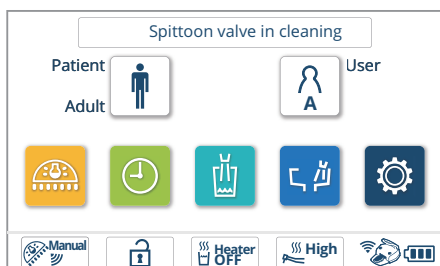 Spittoon valve in cleaning
Patient
User
Adult
A
Manual
Heater
OFF
High